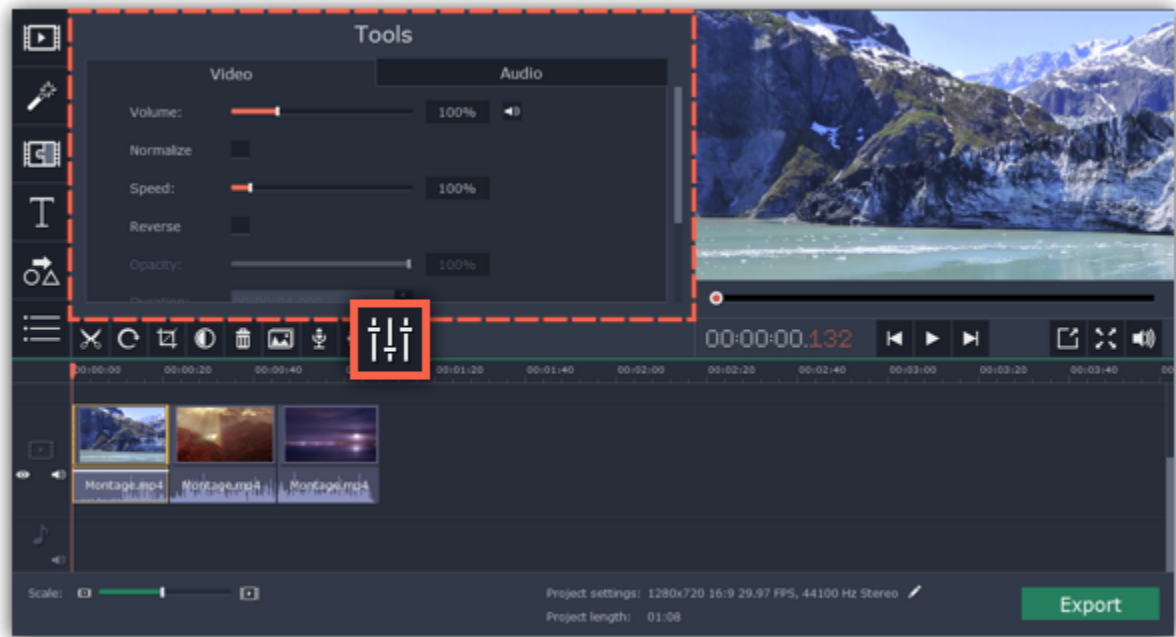 Tools
Video Audio
Volume: 100%
Normalize
Speed: 100%
Reverse
Opacity: 100%
Duration:
T
00:00:00.132
00:00:00 00:00:20 00:00:40 00:01:20 00:01:40 00:02:00 00:02:20 00:02:40 00:03:00 00:03:20 00:03:40 00
Montage.mp4 Montage.mp4 Montage.mp4
Scale:
Project settings: 1280x720 16:9 29.97 FPS, 44100 Hz Stereo
Project length: 01:08
Export